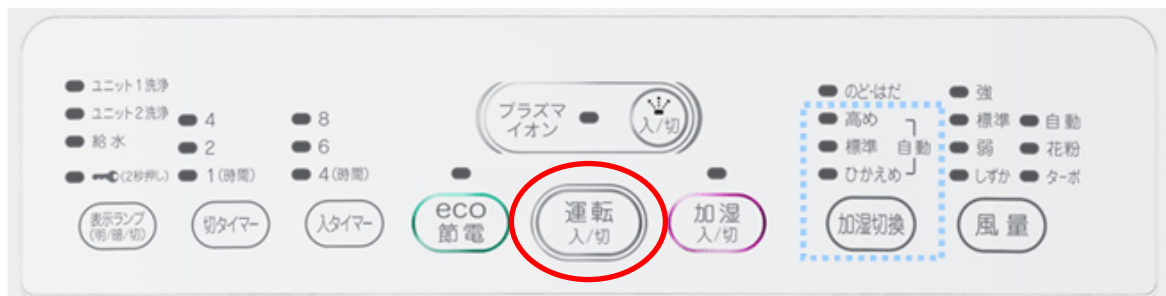 ユニット1洗浄
ユニット2洗浄
給水
(2秒押し)
表示ランプ
(明/暗/切)
4
2
1(時間)
切タイマー
8
6
4(時間)
入タイマー
プラズマ
イオン
入/切
eco
節電
運転
入/切
加湿
入/切
のど・はだ
高め
標準 自動
ひかえめ
加湿切換
強
標準 自動
弱 花粉
しずか ターボ
風量